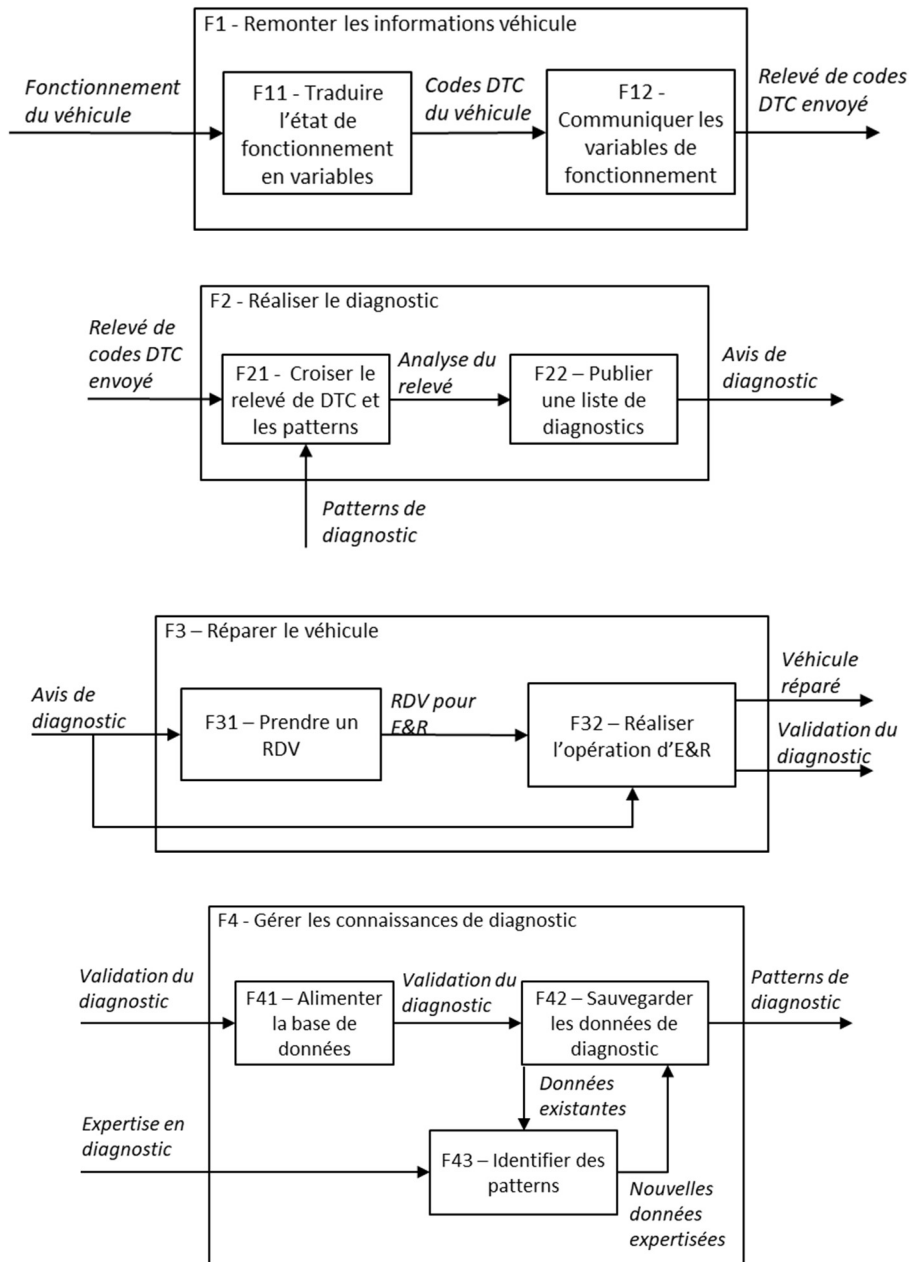 F1 - Remonter les informations véhicule
Fonctionnement
du véhicule
F11 - Traduire
l’état de
fonctionnement
en variables
Codes DTC
du véhicule
F12 -
Communiquer les
variables de
fonctionnement
Relevé de codes
DTC envoyé
F2 - Réaliser le diagnostic
Relevé de
codes DTC
envoyé
F21 - Croiser le
relevé de DTC et
les patterns
Analyse du
relevé
F22 – Publier
une liste de
diagnostics
Avis de
diagnostic
Patterns de
diagnostic
F3 – Réparer le véhicule
Avis de
diagnostic
F31 – Prendre un
RDV
RDV pour
E&R
F32 – Réaliser
l’opération d’E&R
Véhicule
réparé
Validation du
diagnostic
F4 - Gérer les connaissances de diagnostic
Validation du
diagnostic
F41 – Alimenter
la base de
données
Validation du
diagnostic
F42 – Sauvegarder
les données de
diagnostic
Patterns de
diagnostic
Données
existantes
Expertise en
diagnostic
F43 – Identifier des
patterns
Nouvelles
données
expertisées